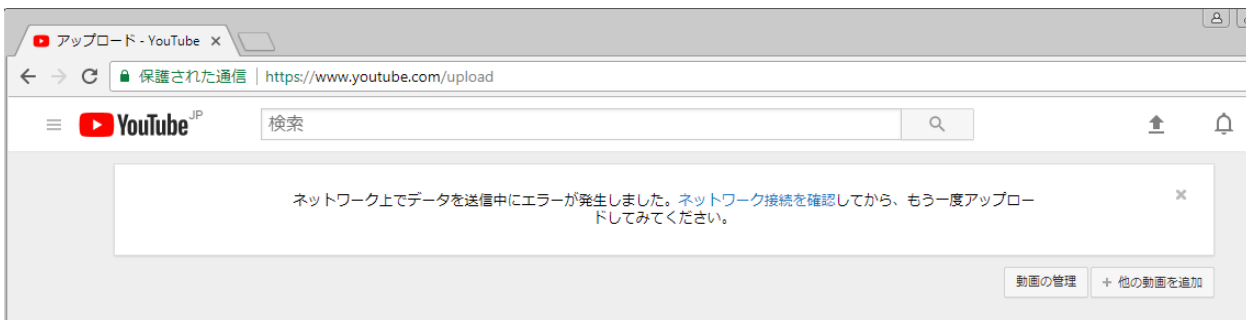 アップロード - YouTube
保護された通信 https://www.youtube.com/upload
YouTube JP 検索
ネットワーク上でデータを送信中にエラーが発生しました。ネットワーク接続を確認してから、もう一度アップロー
ドしてみてください。
動画の管理 + 他の動画を追加